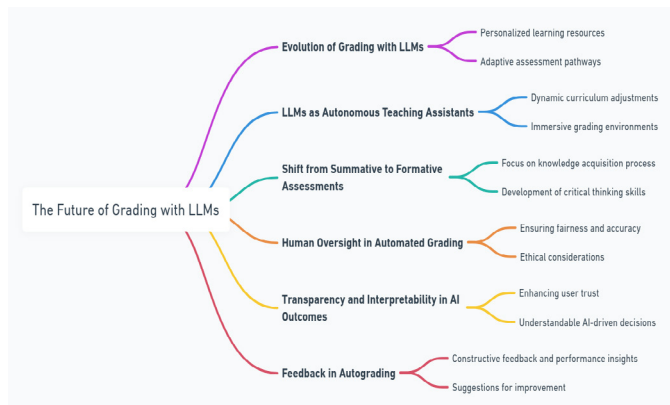 The Future of Grading with LLMs
Evolution of Grading with LLMs
Personalized learning resources
Adaptive assessment pathways
LLMs as Autonomous Teaching Assistants
Dynamic curriculum adjustments
Immersive grading environments
Shift from Summative to Formative
Assessments
Focus on knowledge acquisition process
Development of critical thinking skills
Human Oversight in Automated Grading
Ensuring fairness and accuracy
Ethical considerations
Transparency and Interpretability in AI
Outcomes
Enhancing user trust
Understandable AI-driven decisions
Feedback in Autograding
Constructive feedback and performance insights
Suggestions for improvement